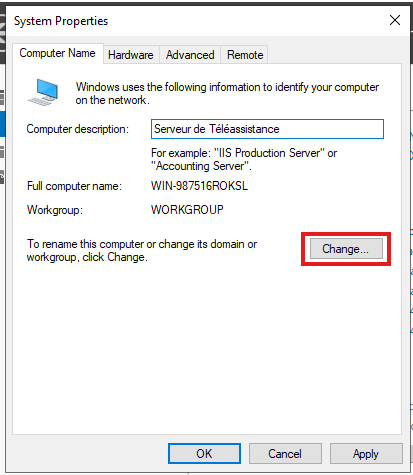 System Properties
Computer Name Hardware Advanced Remote
Windows uses the following information to identify your computer
on the network.
Computer description: Serveur de Téléassistance
For example: "IIS Production Server" or
"Accounting Server".
Full computer name: WIN-987516ROKSL
Workgroup: WORKGROUP
To rename this computer or change its domain or
workgroup, click Change.
Change...
OK Cancel Apply